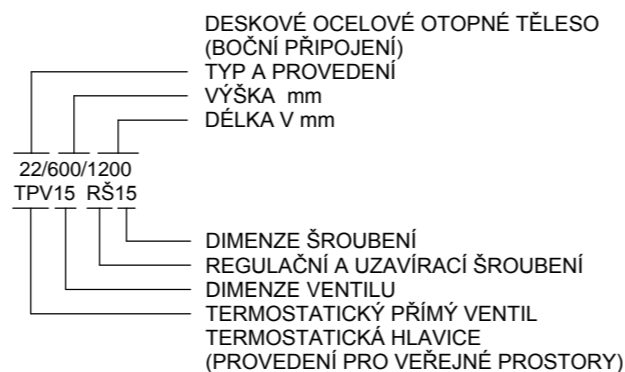 DESKOVÉ OCELOVÉ OTOPNÉ TĚLESO
(BOČNÍ PŘIPOJENÍ)
TYP A PROVEDENÍ
VÝŠKA mm
DÉLKA V mm
22/600/1200
TPV15 RŠ15
DIMENZE ŠROUBENÍ
REGULAČNÍ A UZAVÍRACÍ ŠROUBENÍ
DIMENZE VENTILU
TERMOSTATICKÝ PŘÍMÝ VENTIL
TERMOSTATICKÁ HLAVICE
(PROVEDENÍ PRO VEŘEJNÉ PROSTORY)